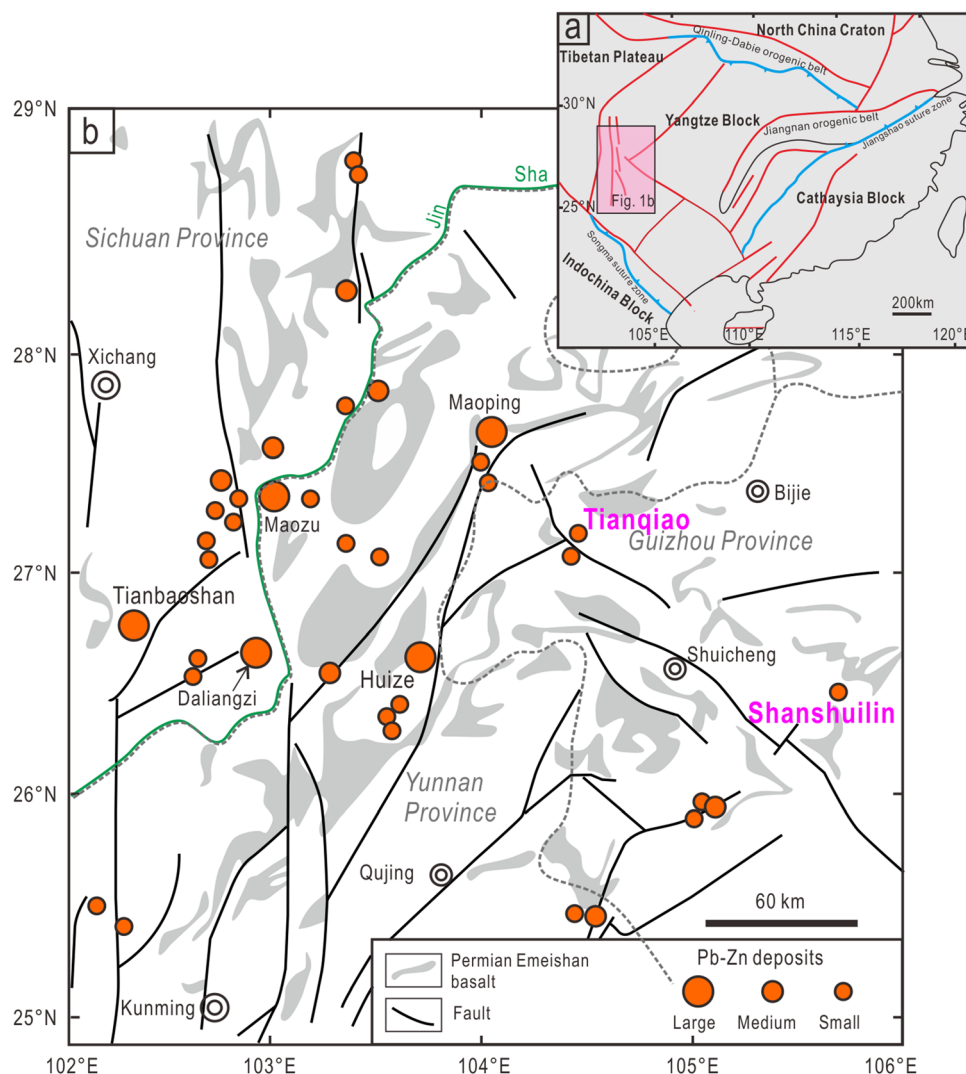 a
North China Craton
Qinling-Dabie orogenic belt
Tibetan Plateau
30°N
Yangtze Block
Jiangnan orogenic belt
Jiangshao suture zone
Fig. 1b
25°N
Cathaysia Block
Songma suture zone
Indochina Block
200km
105°E
110°E
115°E
120°E
29°N
b
Sha
Jin
Sichuan Province
28°N
Xichang
Maoping
Bijie
Maozu
Tianqiao
Guizhou Province
27°N
Tianbaoshan
Shuicheng
Huize
Daliangzi
Shanshuilin
26°N
Yunnan
Province
Qujing
60 km
Permian Emeishan
basalt
Fault
Pb-Zn deposits
Large
Medium
Small
Kunming
25°N
102°E
103°E
104°E
105°E
106°E